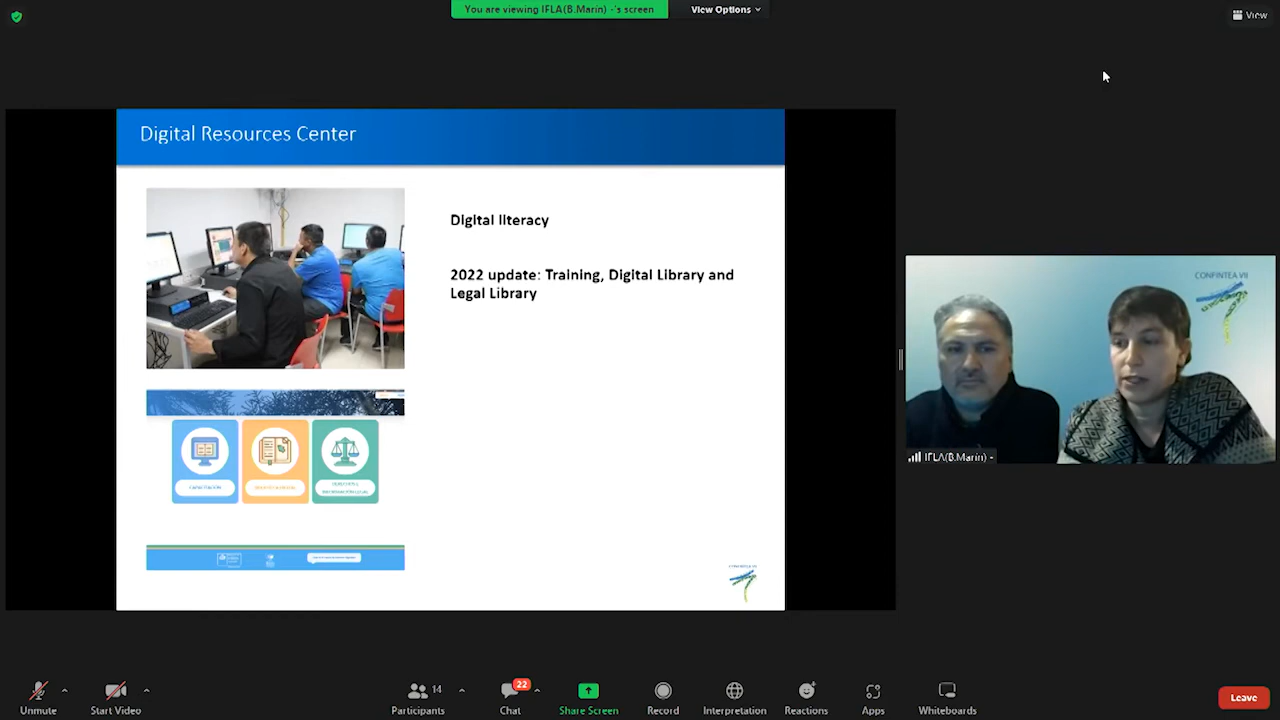 You are viewing IFLA(B.Marin) -'s screen
View Options
View
Digital Resources Center
Digital literacy
2022 update: Training, Digital Library and
Legal Library
CONFINTEA VII
IFLA(B.Marin) -
CONFINTEA VII
Unmute
Start Video
14
Participants
22
Chat
Share Screen
Record
Interpretation
Reactions
Apps
Whiteboards
Leave